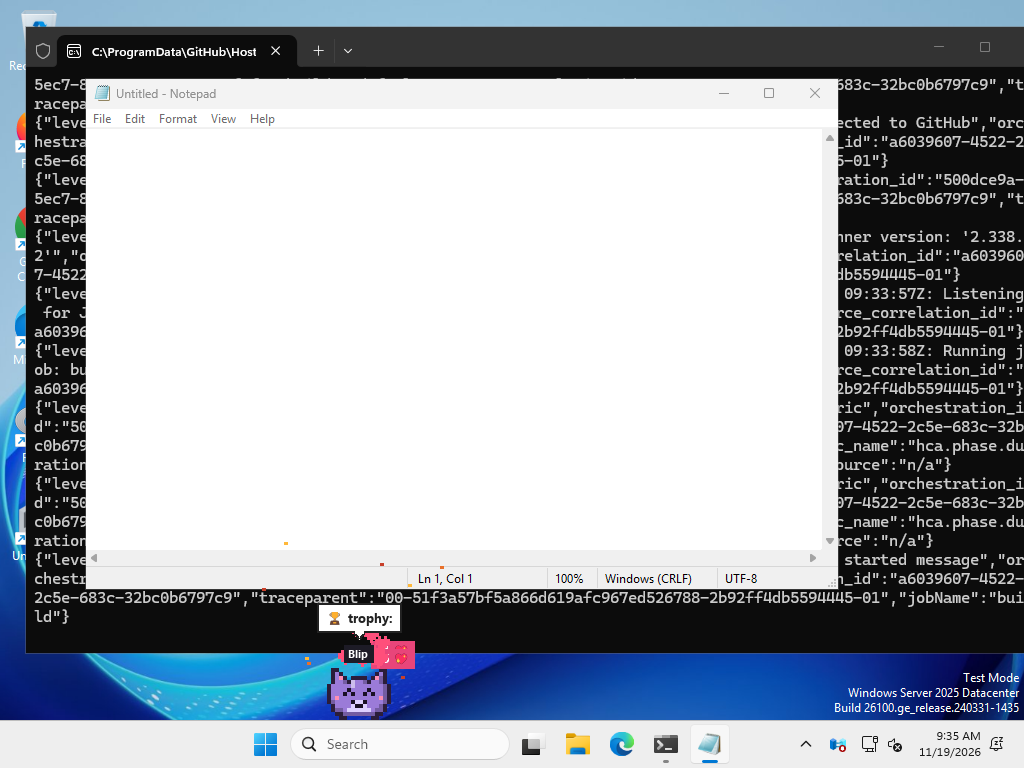 C:\ProgramData\GitHub\Host
683c-32bc0b6797c9","t
racepa
Untitled - Notepad
File Edit Format View Help
{"leve
ected to GitHub","orc
hestra
_id":"a6039607-4522-2
c5e-68
5-01"}
{"leve
ration_id":"500dce9a-
5ec7-8
683c-32bc0b6797c9","t
racepa
{"leve
nner version: '2.338.
2'","o
relation_id":"a603960
7-4522
db5594445-01"}
{"leve
09:33:57Z: Listening
for J
rce_correlation_id":"
a60396
2b92ff4db5594445-01"}
{"leve
09:33:58Z: Running j
ob: bu
rce_correlation_id":"
a60396
2b92ff4db5594445-01"}
{"leve
ric","orchestration_i
d":"50
07-4522-2c5e-683c-32b
c0b679
c_name":"hca.phase.du
ration
ource":"n/a"}
{"leve
ric","orchestration_i
d":"50
07-4522-2c5e-683c-32b
c0b679
c_name":"hca.phase.du
ration
rce":"n/a"}
{"leve
started message","or
chestr
_id":"a6039607-4522-
Ln 1, Col 1 100% Windows (CRLF) UTF-8
2c5e-683c-32bc0b6797c9","traceparent":"00-51f3a57bf5a866d619afc967ed526788-2b92ff4db5594445-01","jobName":"bui
ld"}
trophy:
Blip
Test Mode
Windows Server 2025 Datacenter
Build 26100.ge_release.240331-1435
Search
9:35 AM
11/19/2026